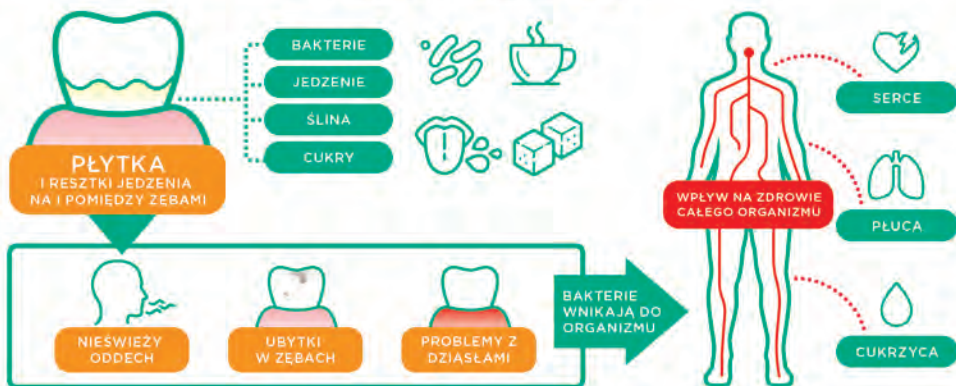 BAKTERIE
JEDZENIE
ŚLINA
CUKRY
PŁYTKA
I RESZTKI JEDZENIA
NA I POMIĘDZY ZĘBAMI
NIEŚWIEŻY
ODDECH
UBYTKI
W ZĘBACH
PROBLEMY Z
DZIĄSŁAMI
BAKTERIE
WNIKAJĄ DO
ORGANIZMU
WPŁYW NA ZDROWIE
CAŁEGO ORGANIZMU
SERCE
PŁUCA
CUKRZYCA